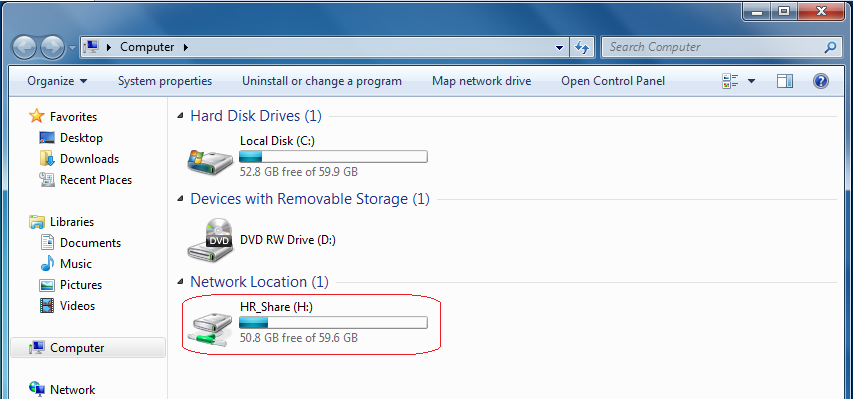 Computer
Search Computer
Organize System properties Uninstall or change a program Map network drive Open Control Panel
Favorites
Desktop
Downloads
Recent Places
Libraries
Documents
Music
Pictures
Videos
Computer
Network
Hard Disk Drives (1)
Local Disk (C:)
52.8 GB free of 59.9 GB
Devices with Removable Storage (1)
DVD
DVD RW Drive (D:)
Network Location (1)
HR_Share (H:)
50.8 GB free of 59.6 GB